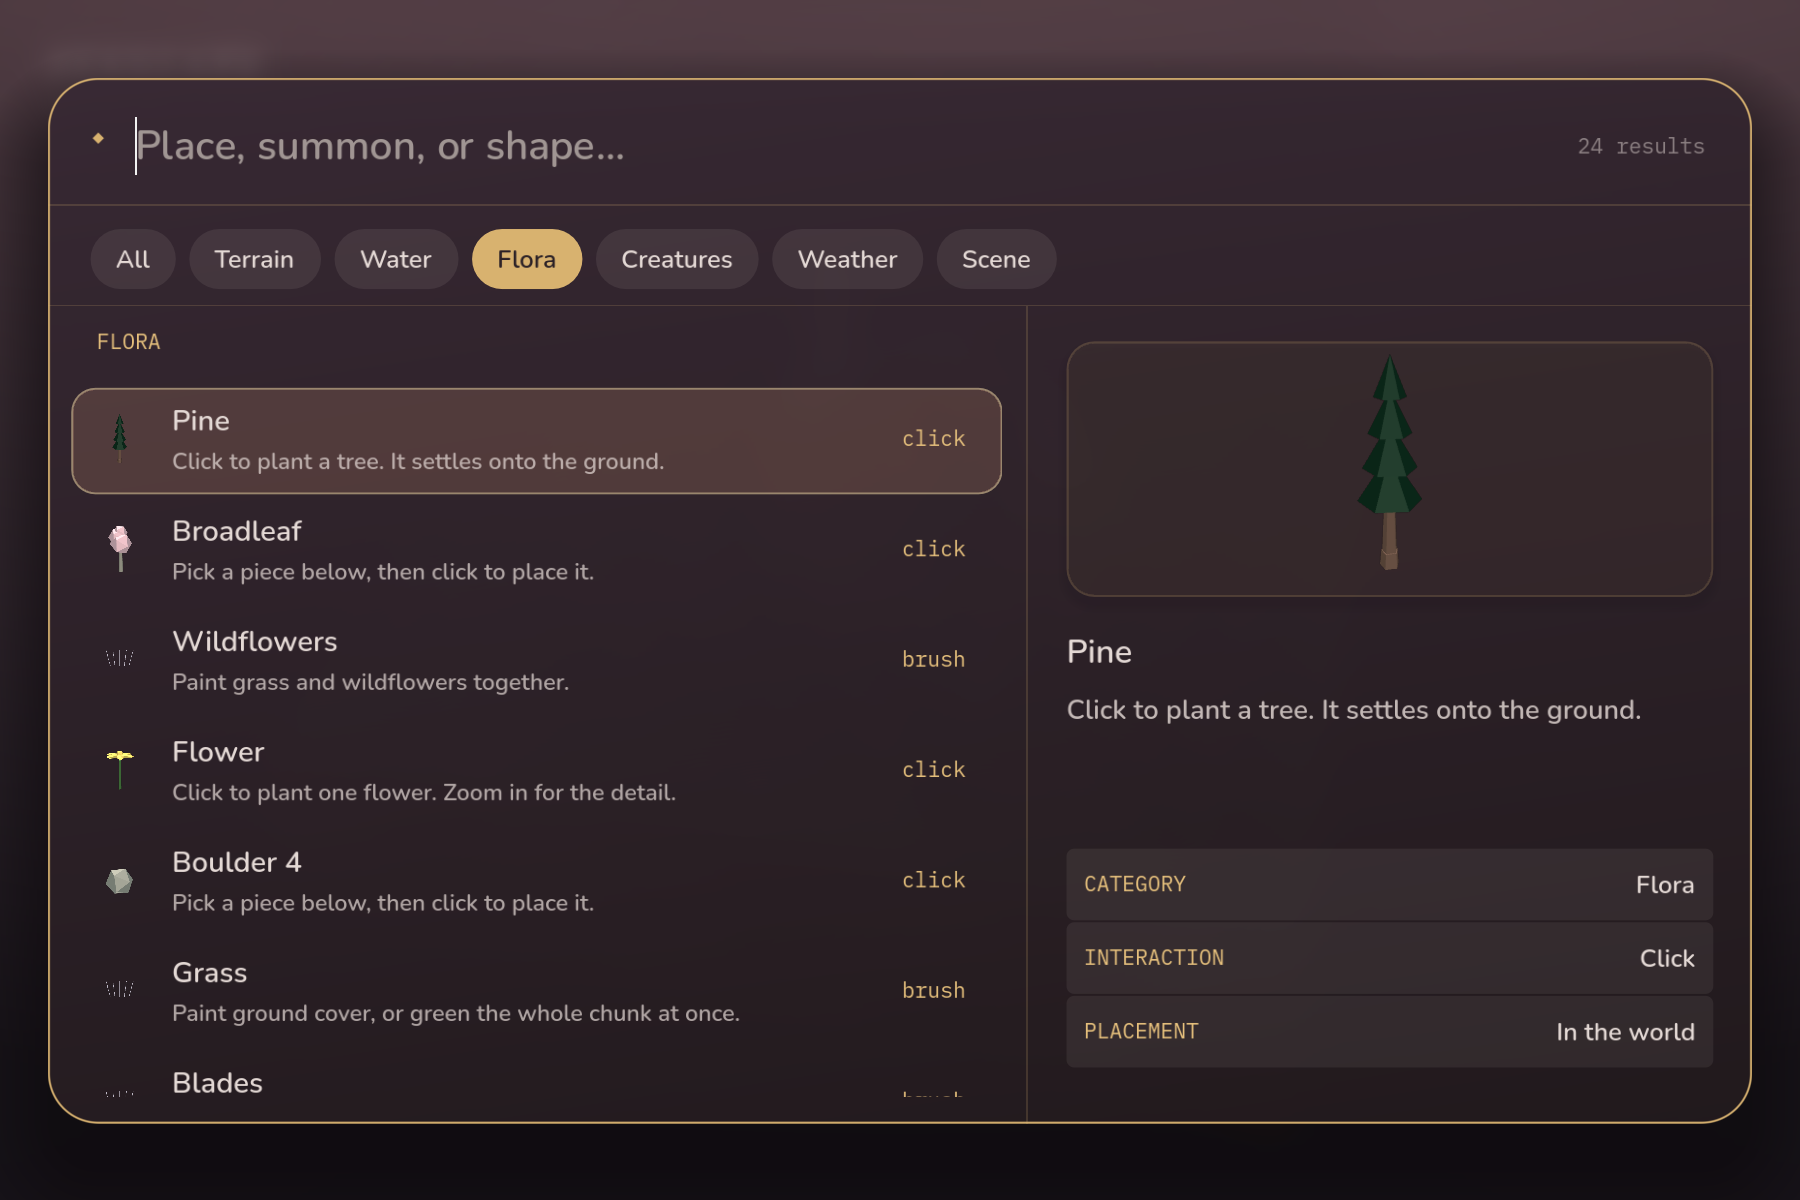 Place, summon, or shape...
24 results
All
Terrain
Water
Flora
Creatures
Weather
Scene
FLORA
Pine
Click to plant a tree. It settles onto the ground.
click
Broadleaf
Pick a piece below, then click to place it.
click
Wildflowers
Paint grass and wildflowers together.
brush
Flower
Click to plant one flower. Zoom in for the detail.
click
Boulder 4
Pick a piece below, then click to place it.
click
Grass
Paint ground cover, or green the whole chunk at once.
brush
Blades
Pine
Click to plant a tree. It settles onto the ground.
CATEGORY
Flora
INTERACTION
Click
PLACEMENT
In the world